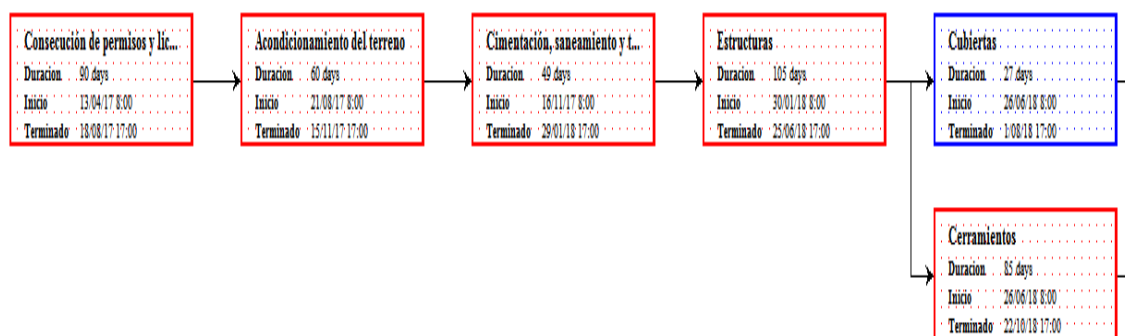 Consecución de permisos y lic...
Duracion 90 days
Inicio 13/04/17 8:00
Terminado 18/08/17 17:00
Acondicionamiento del terreno
Duracion 60 days
Inicio 21/08/17 8:00
Terminado 15/11/17 17:00
Cimentación, saneamiento y t...
Duracion 49 days
Inicio 16/11/17 8:00
Terminado 29/01/18 17:00
Estructuras
Duracion 105 days
Inicio 30/01/18 8:00
Terminado 25/06/18 17:00
Cubiertas
Duracion 27 days
Inicio 26/06/18 8:00
Terminado 1/08/18 17:00
Cerramientos
Duracion 85 days
Inicio 26/06/18 8:00
Terminado 22/10/18 17:00